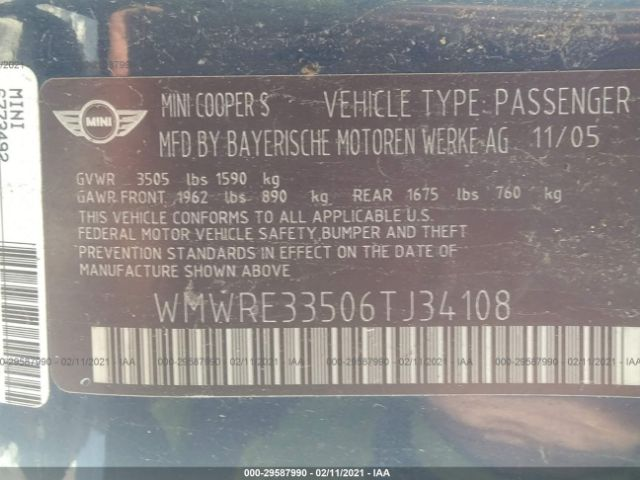 MINI COOPER S VEHICLE TYPE: PASSENGER
MINI
MFD BY BAYERISCHE MOTOREN WERKE AG 11/05
GVWR 3505 lbs 1590 kg
GAWR FRONT 1962 lbs 890 kg REAR 1675 lbs 760 kg
THIS VEHICLE CONFORMS TO ALL APPLICABLE U.S.
FEDERAL MOTOR VEHICLE SAFETY,BUMPER AND THEFT
PREVENTION STANDARDS IN EFFECT ON THE DATE OF
MANUFACTURE SHOWN ABOVE.
WMWRE33506TJ34108
MINI
000-29587990 - 02/11/2021 - IAA